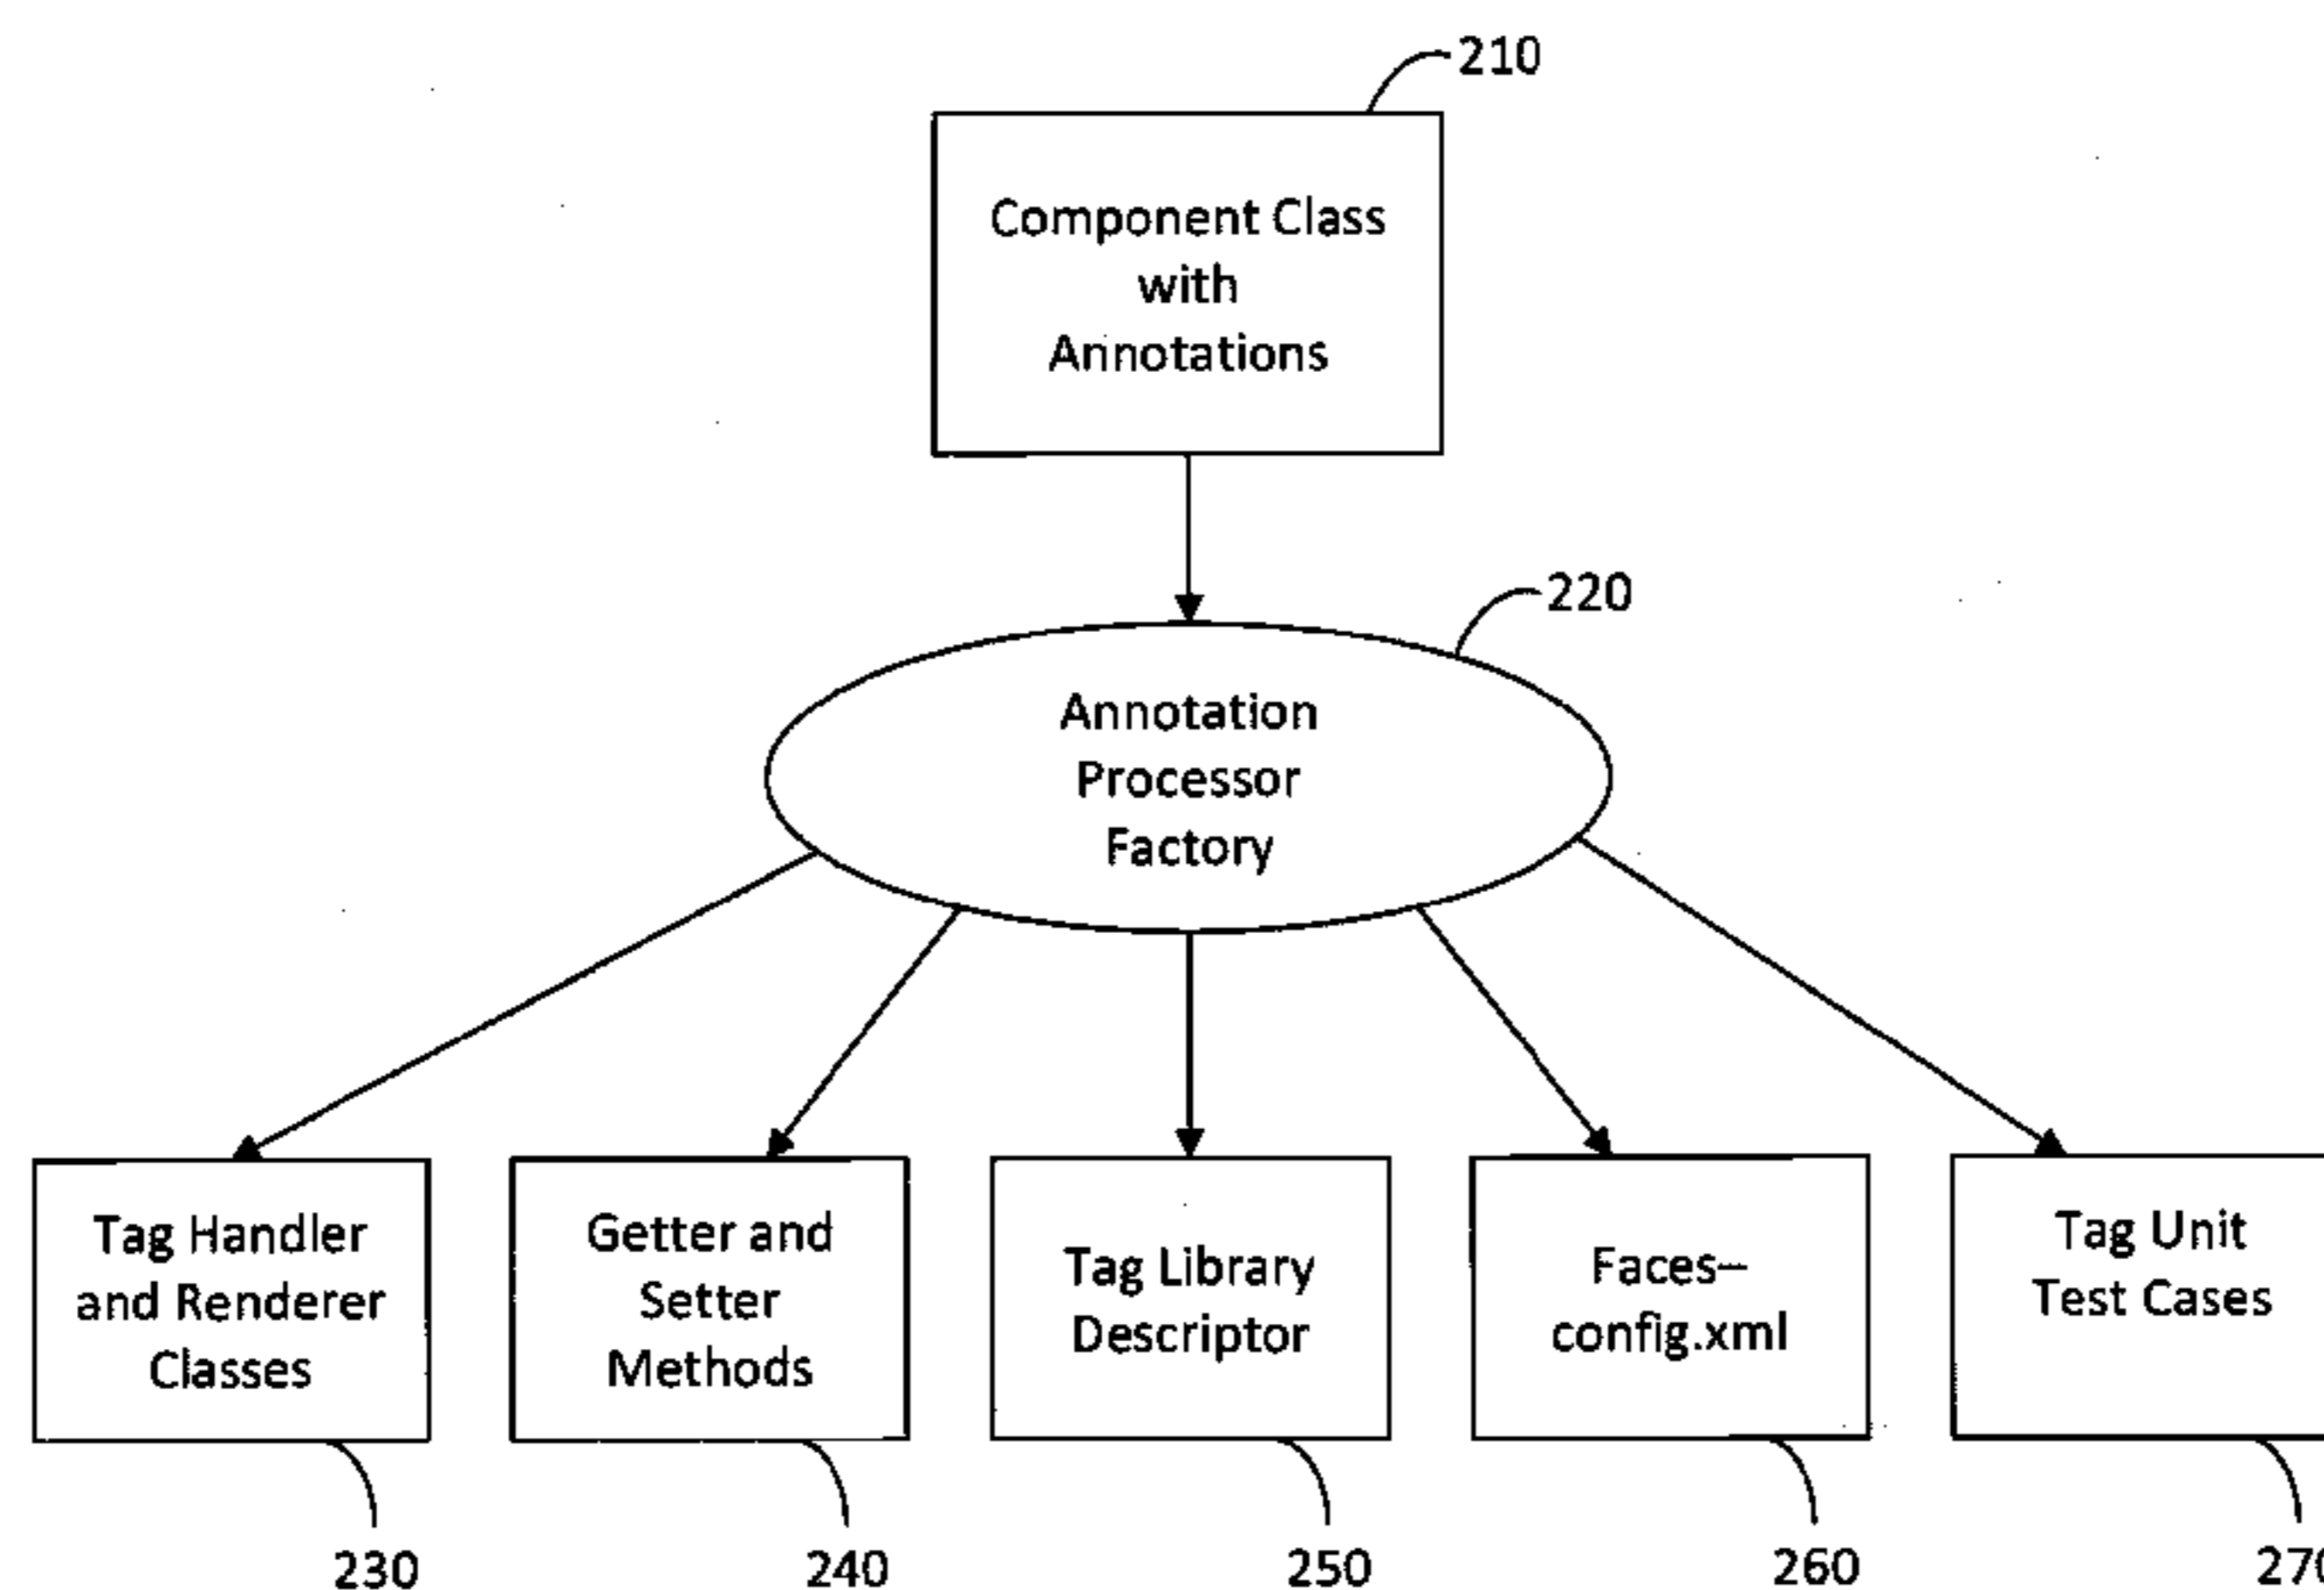 210
Component Class
with
Annotations
220
Annotation
Processor
Factory
Tag Handler
and Renderer
Classes
Getter and
Setter
Methods
Tag Library
Descriptor
Faces–
config.xml
Tag Unit
Test Cases
230
240
250
260
270